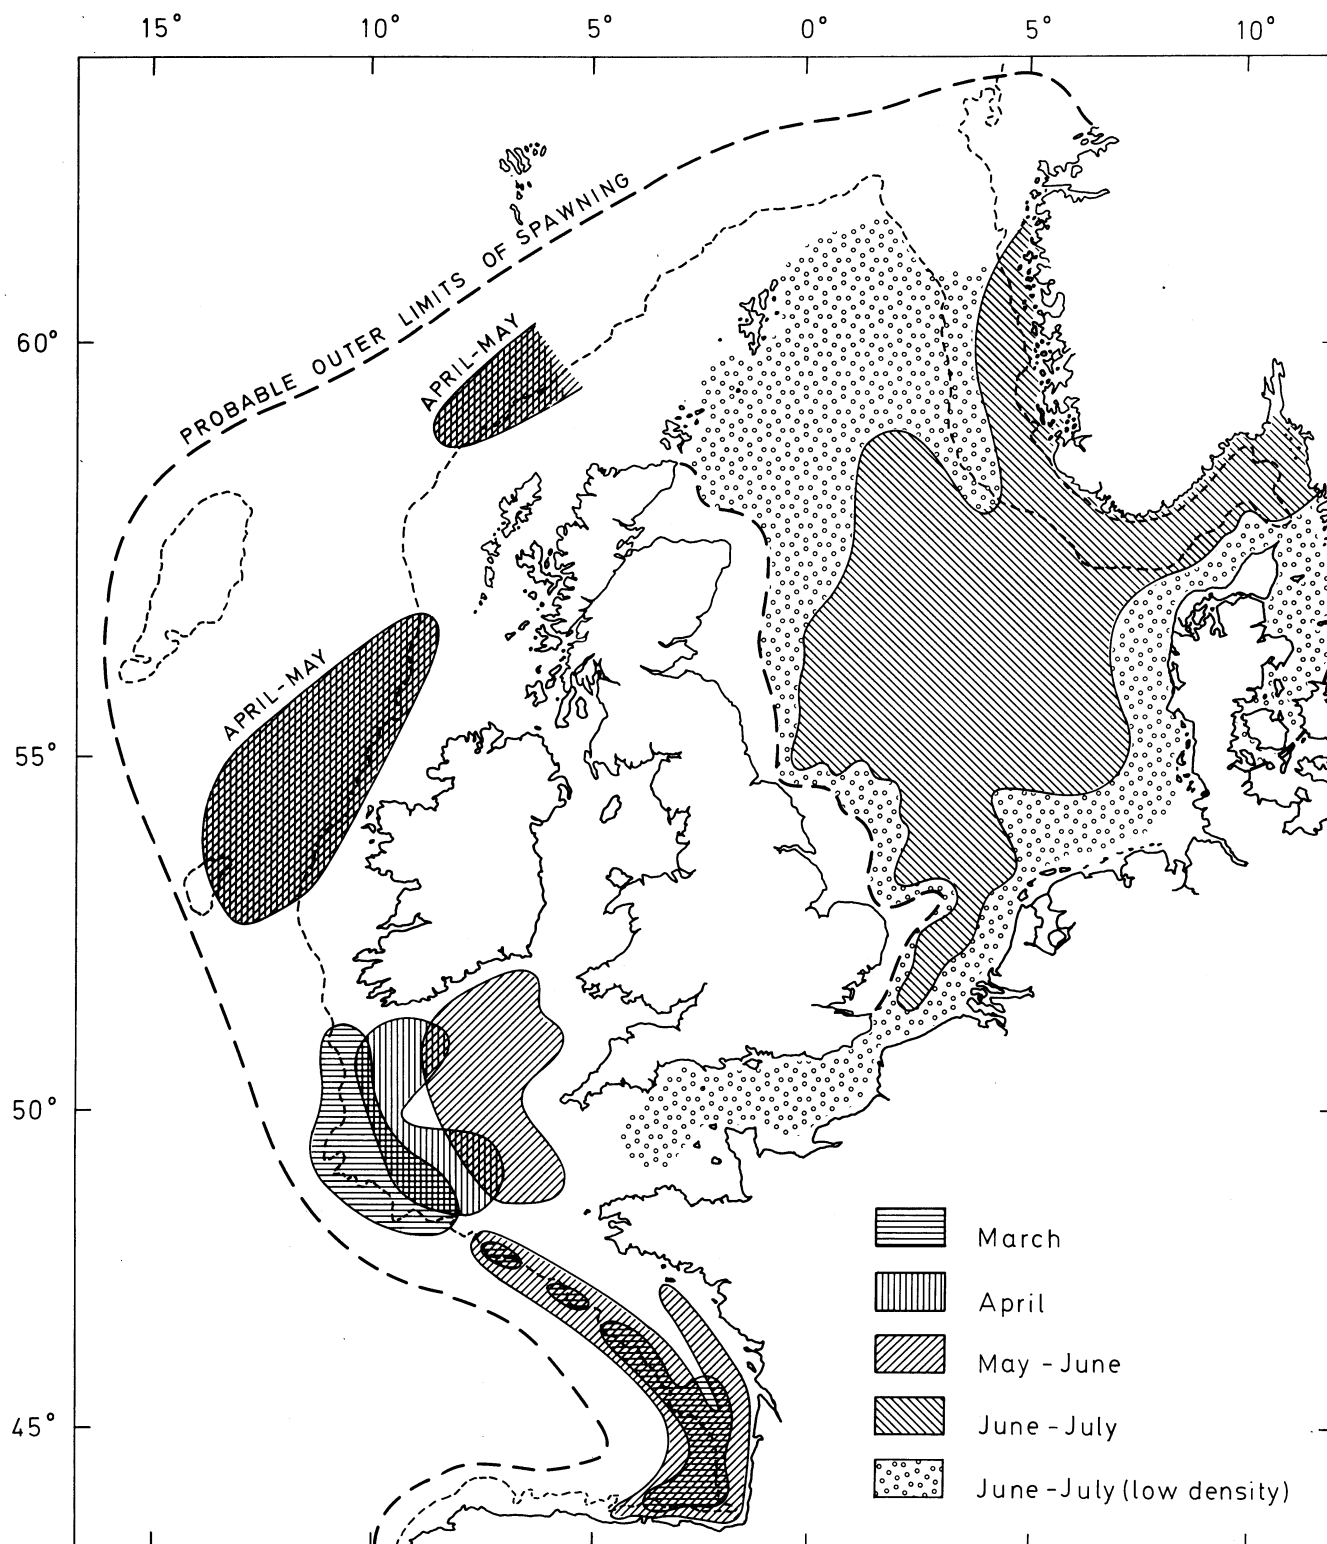 15° 10° 5° 0° 5° 10°
PROBABLE OUTER LIMITS OF SPAWNING
60°
APRIL-MAY
APRIL-MAY
55°
50°
45°
March
April
May - June
June - July
June - July (low density)